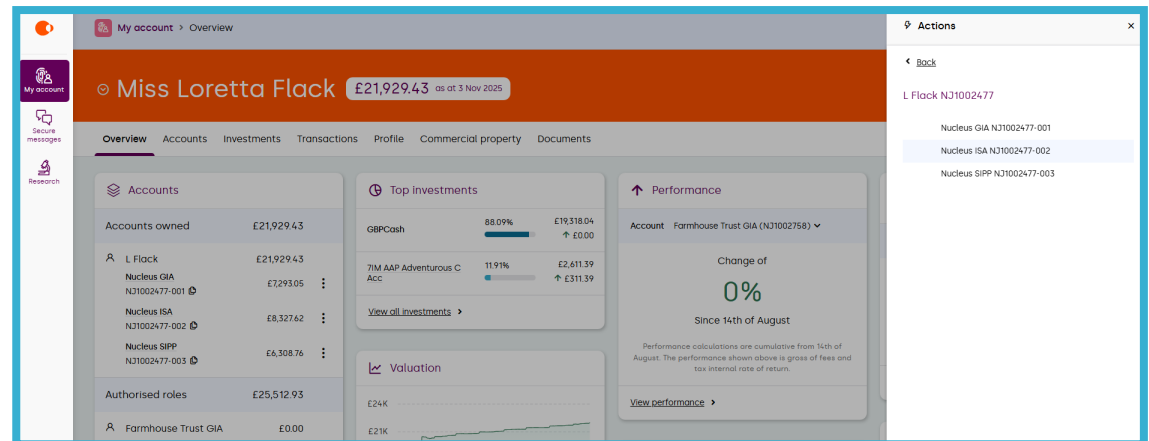 My account > Overview
Actions ×
Back
My account
Miss Loretta Flack £21,929.43 as at 3 Nov 2025
L Flack NJ1002477
Secure
messages
Nucleus GIA NJ1002477-001
Nucleus ISA NJ1002477-002
Nucleus SIPP NJ1002477-003
Overview Accounts Investments Transactions Profile Commercial property Documents
Research
Accounts
Accounts owned £21,929.43
L Flack £21,929.43
Nucleus GIA
NJ1002477-001
£7,293.05
Nucleus ISA
NJ1002477-002
£8,327.62
Nucleus SIPP
NJ1002477-003
£6,308.76
Authorised roles £25,512.93
Farmhouse Trust GIA £0.00
Top investments
GBPCash 88.09% £19,318.04
£0.00
7IM AAP Adventurous C
Acc
11.91% £2,611.39
£311.39
View all investments >
Valuation
£24K
£21K
Performance
Account Farmhouse Trust GIA (NJ1002758)
Change of
0%
Since 14th of August
Performance calculations are cumulative from 14th of
August. The performance shown above is gross of fees and
tax internal rate of return.
View performance >